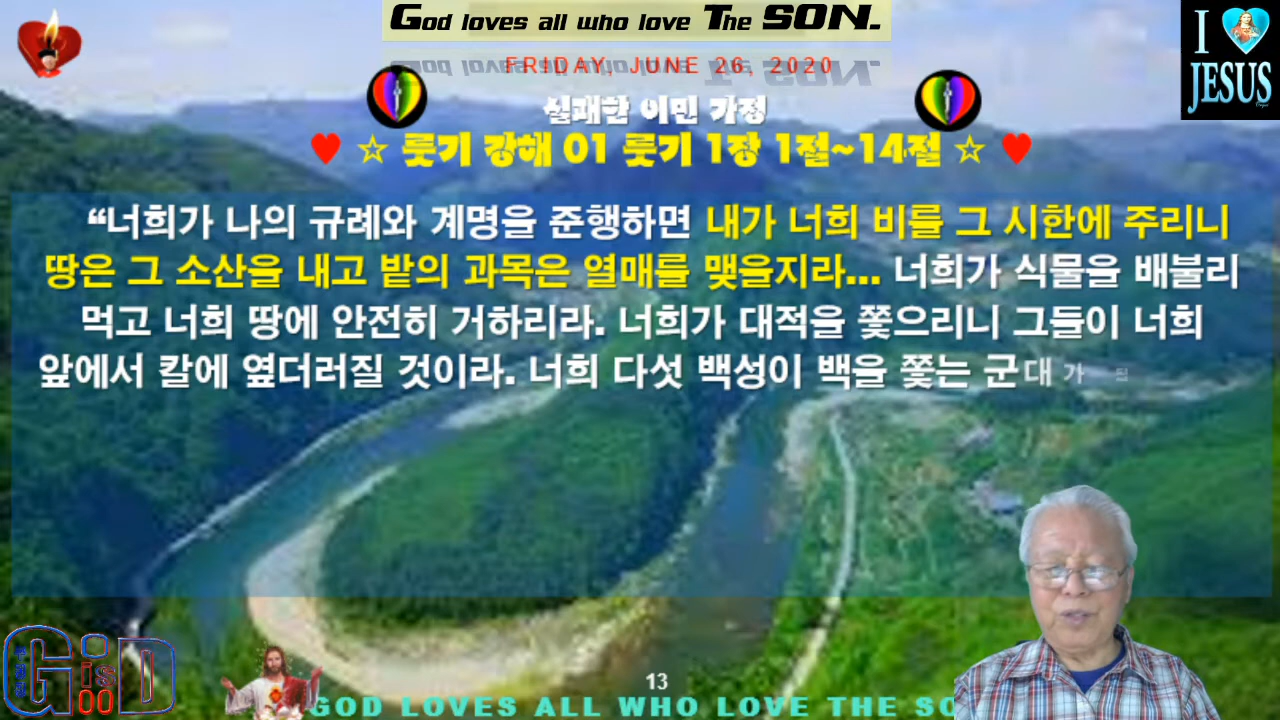 God loves all who love The SON.
I
JESUS
FRIDAY, JUNE 26, 2020
실패한 이민 가정
♥ ☆ 룻기 강해 01 룻기 1장 1절~14절 ☆ ♥
“너희가 나의 규례와 계명을 준행하면 내가 너희 비를 그 시한에 주리니
땅은 그 소산을 내고 밭의 과목은 열매를 맺을지라... 너희가 식물을 배불리
먹고 너희 땅에 안전히 거하리라. 너희가 대적을 쫓으리니 그들이 너희
앞에서 칼에 옆더러질 것이라. 너희 다섯 백성이 백을 쫓는 군대 가
GisD
OO
13
GOD LOVES ALL WHO LOVE THE SO